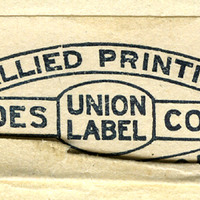 LLIED PRINTI
DES UNION LABEL CO